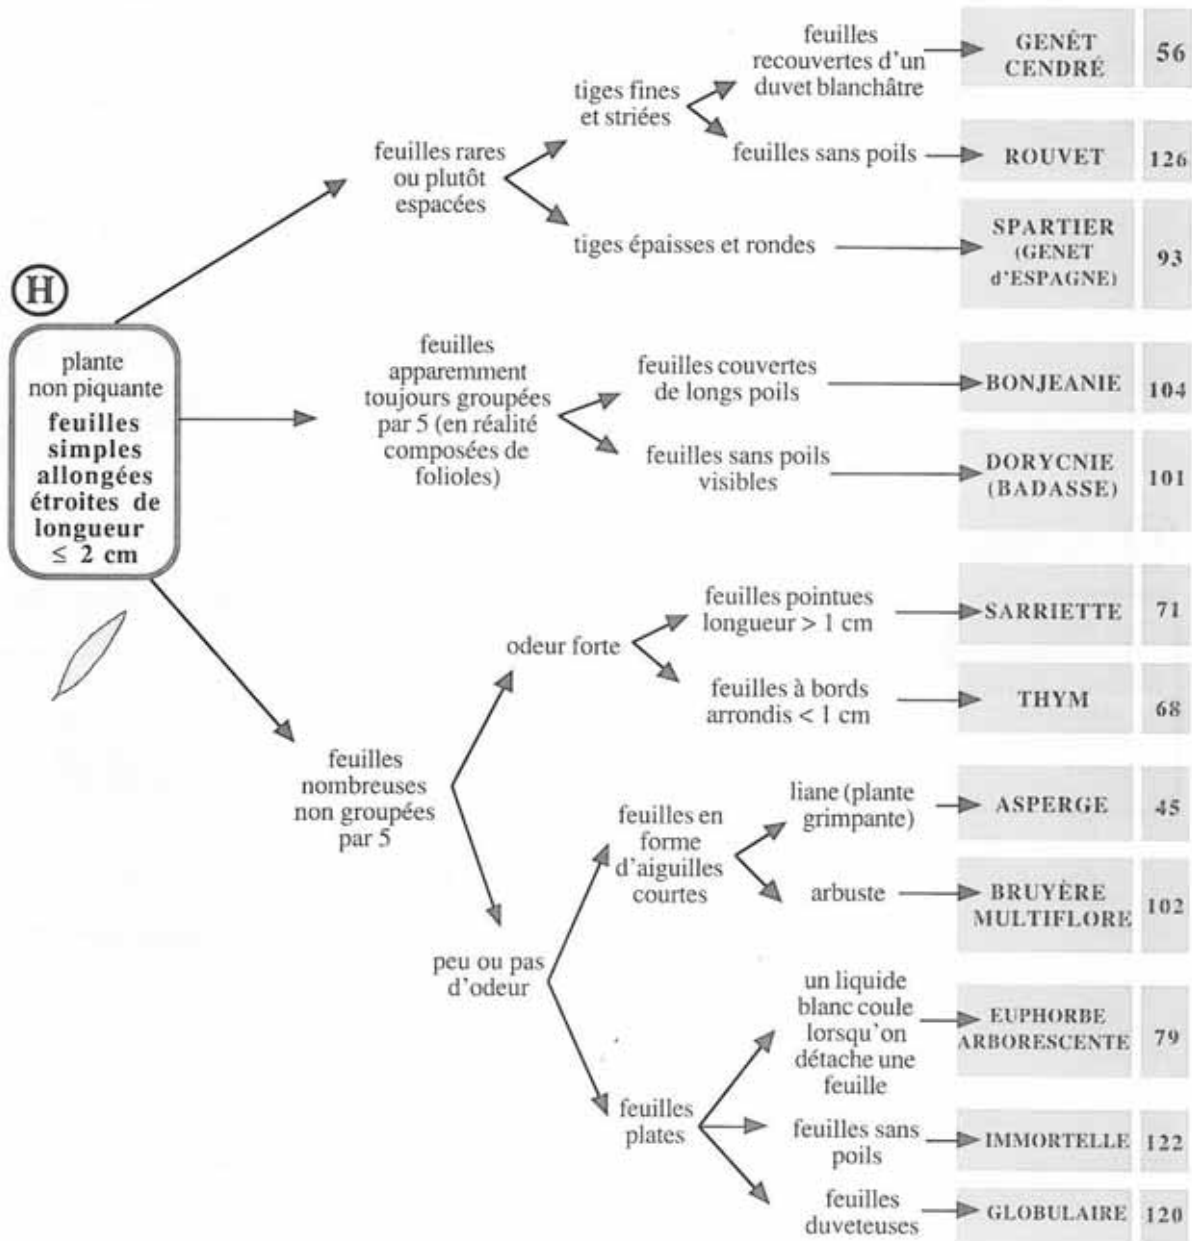 feuilles
recouvertes d'un
duvet blanchâtre
GENÉT
CENDRÉ
56
tiges fines
et striées
feuilles sans poils
ROUVET
126
feuilles rares
ou plutôt
espacées
tiges épaisses et rondes
SPARTIER
(GENET
d'ESPAGNE)
93
H
plante
non piquante
feuilles
simples
allongées
étroites de
longueur
≤ 2 cm
feuilles
apparemment
toujours groupées
par 5 (en réalité
composées de
folioles)
feuilles couvertes
de longs poils
BONJEANIE
104
feuilles sans poils
visibles
DORYCNIE
(BADASSE)
101
odeur forte
feuilles pointues
longueur > 1 cm
SARRIETTE
71
feuilles à bords
arrondis < 1 cm
THYM
68
feuilles
nombreuses
non groupées
par 5
feuilles en
forme
d'aiguilles
courtes
liane (plante
grimpante)
ASPERGE
45
arbuste
BRUYÈRE
MULTIFLORE
102
peu ou pas
d'odeur
un liquide
blanc coule
lorsqu'on
détache une
feuille
EUPHORBE
ARBORESCENTE
79
feuilles
plates
feuilles sans
poils
IMMORTELLE
122
feuilles
duveteuses
GLOBULAIRE
120